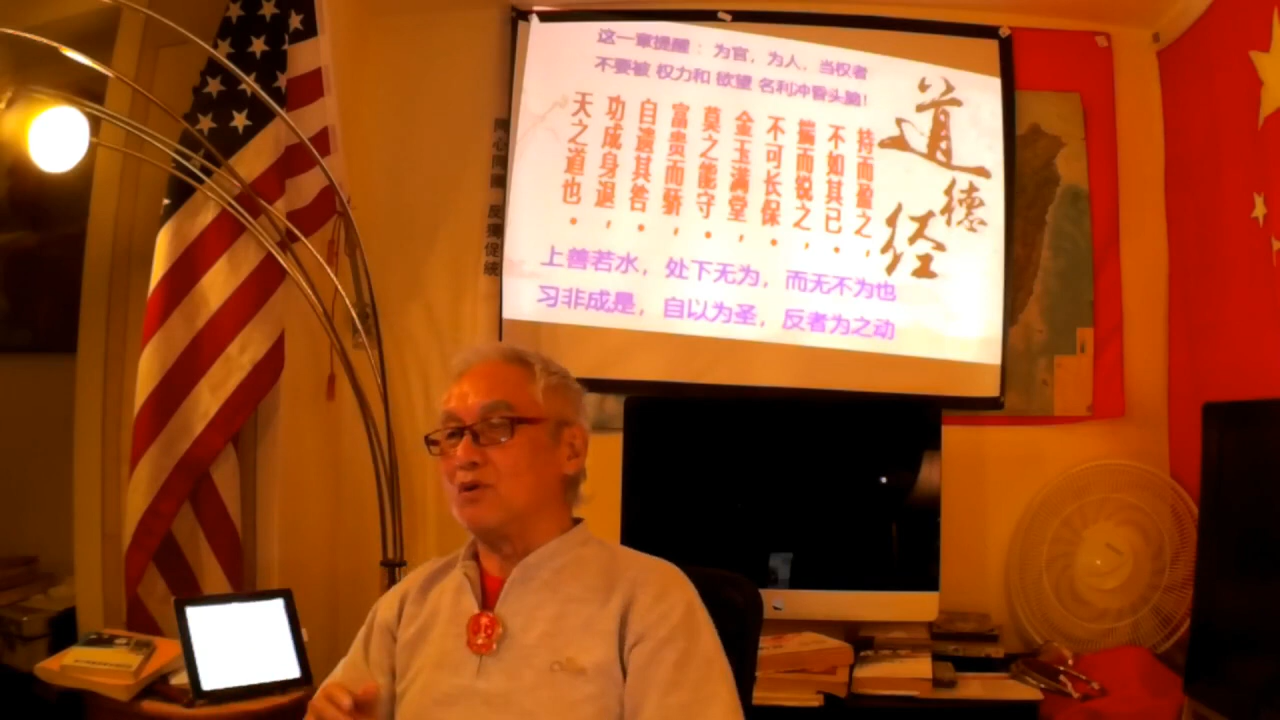 这一章提醒：为官，为人，当权者
不要被 权力和 欲望 名利冲昏头脑!
道德经
持而盈之，
不如其已。
揣而锐之，
不可长保。
金玉满堂，
莫之能守。
富贵而骄，
自遗其咎。
功成身退，
天之道也。
上善若水，处下无为，而无不为也
习非成是，自以为圣，反者为之动
反獨促統